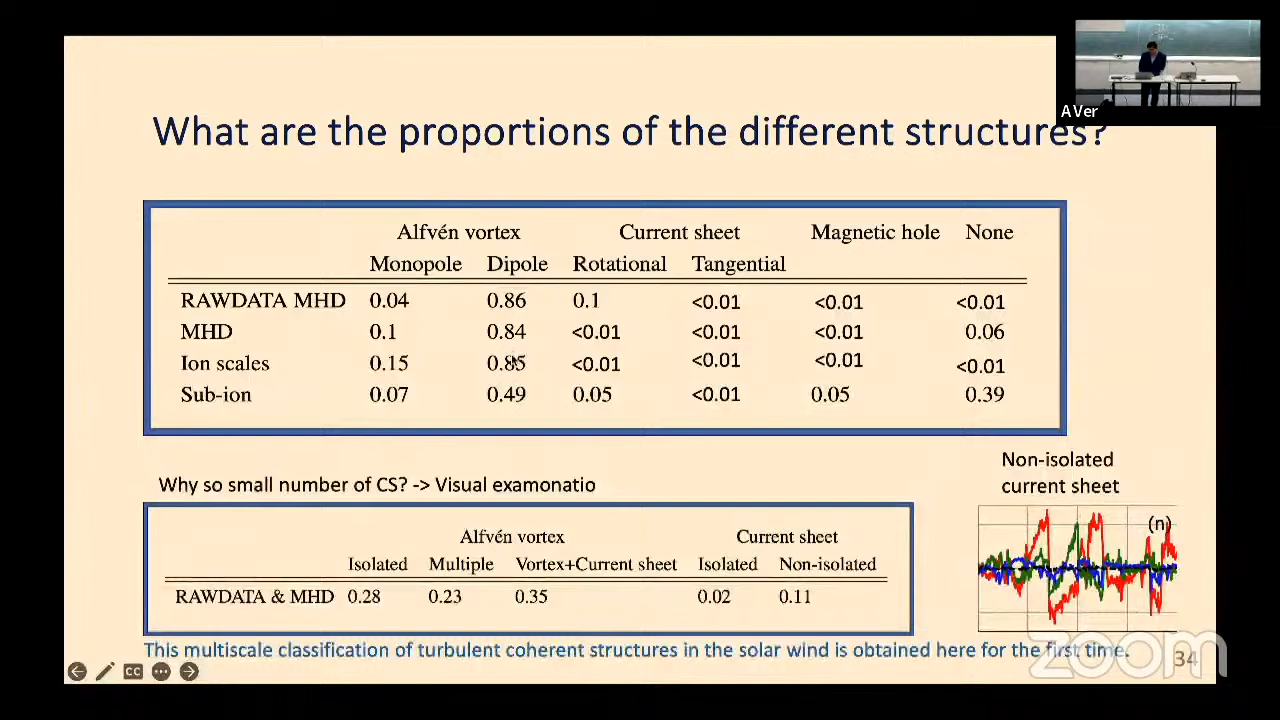 A Ver
What are the proportions of the different structures?
Alfvén vortex Current sheet Magnetic hole None
Monopole Dipole Rotational Tangential
RAWDATA MHD 0.04 0.86 0.1 <0.01 <0.01 <0.01
MHD 0.1 0.84 <0.01 <0.01 <0.01 0.06
Ion scales 0.15 0.85 <0.01 <0.01 <0.01 <0.01
Sub-ion 0.07 0.49 0.05 <0.01 0.05 0.39
Why so small number of CS? -> Visual examonatio
Alfvén vortex Current sheet
Isolated Multiple Vortex+Current sheet Isolated Non-isolated
RAWDATA & MHD 0.28 0.23 0.35 0.02 0.11
Non-isolated
current sheet
(n)
This multiscale classification of turbulent coherent structures in the solar wind is obtained here for the first time.
CC
zoom
34